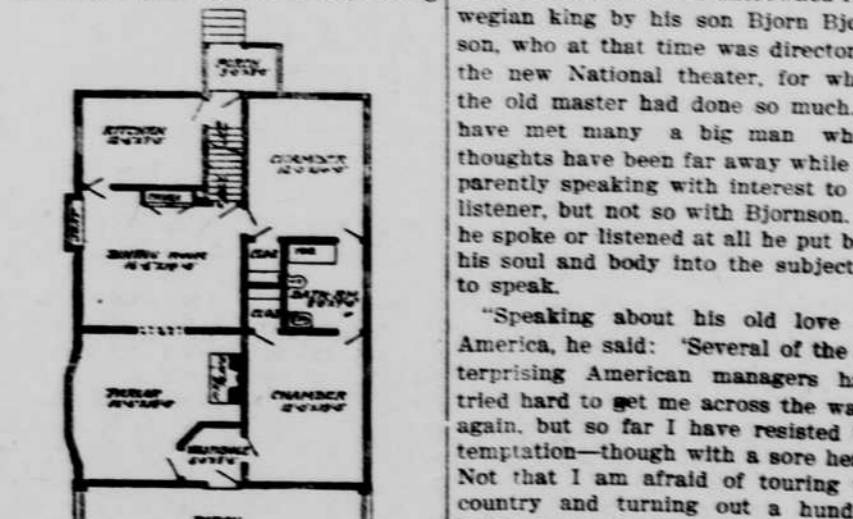 PORCH
KITCHEN
CHAMBER
DINING ROOM
CLOS
BATH RM
CLOS
PARLOR
CHAMBER
wegian king by his son Bjorn Bj
son, who at that time was director
the new National theater, for wh
the old master had done so much.
have met many a big man wh
thoughts have been far away while
parently speaking with interest to
listener, but not so with Bjornson.
he spoke or listened at all he put b
his soul and body into the subject
to speak.
"Speaking about his old love
America, he said: 'Several of the
terprising American managers h
tried hard to get me across the wa
again, but so far I have resisted
temptation—though with a sore he
Not that I am afraid of touring
country and turning out a hund